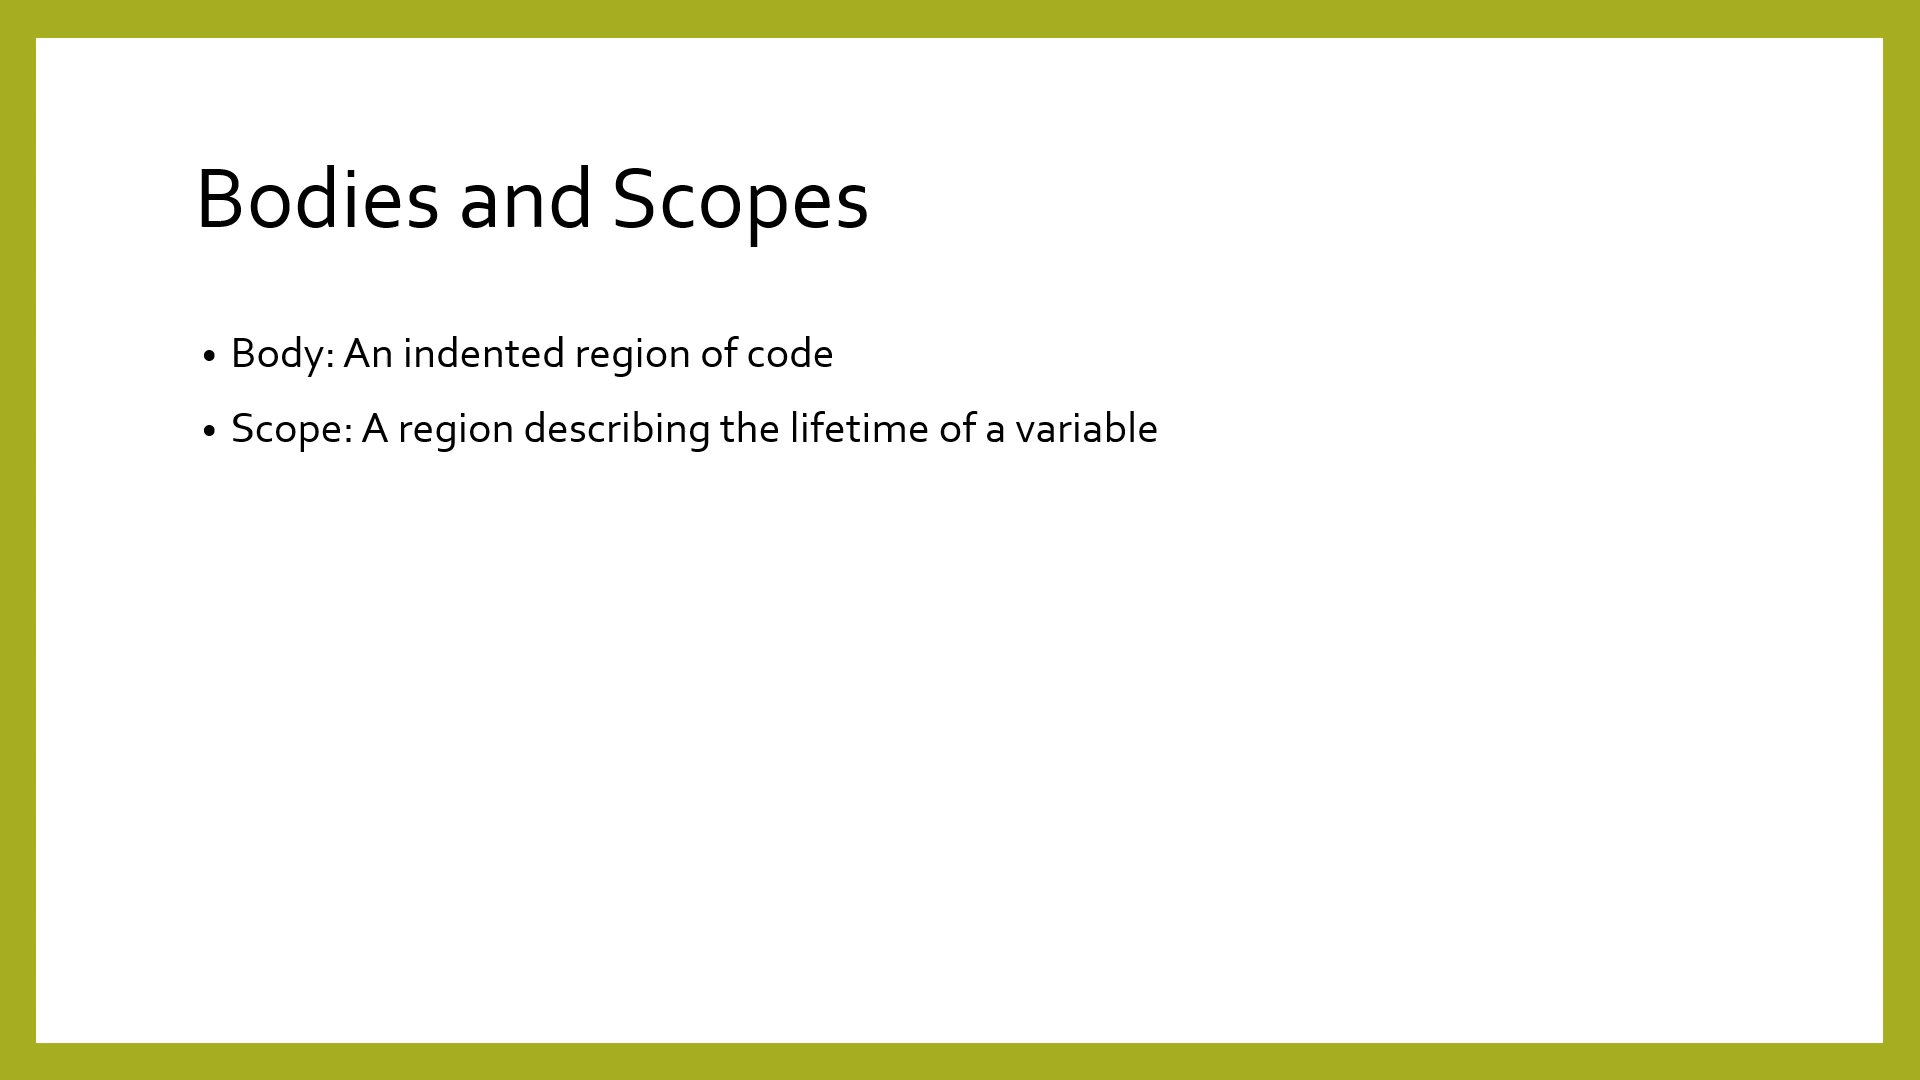 Bodies and Scopes
• Body: An indented region of code
• Scope: A region describing the lifetime of a variable